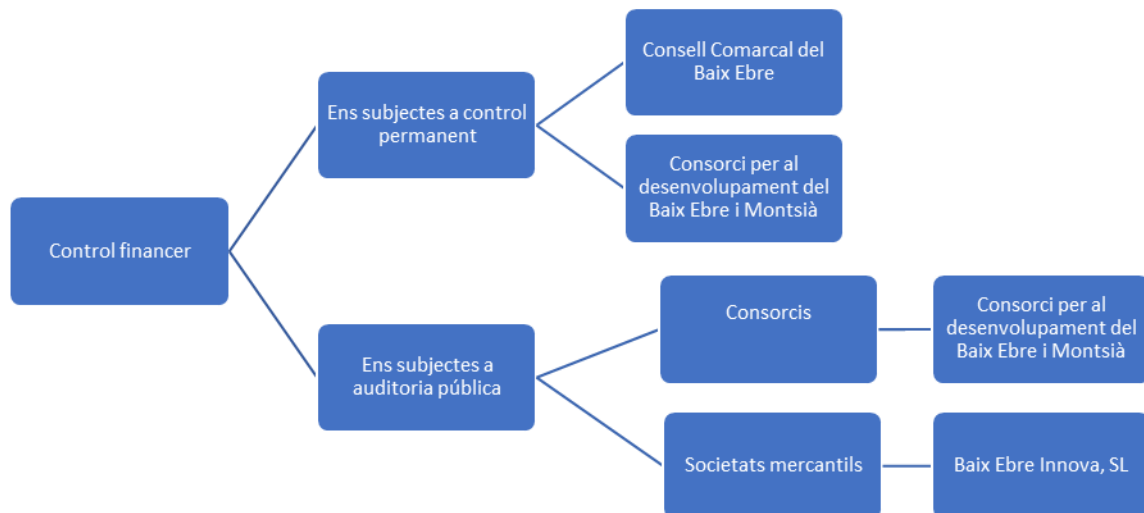 Control financer
Ens subjectes a control
permanent
Consell Comarcal del
Baix Ebre
Consorci per al
desenvolupament del
Baix Ebre i Montsià
Ens subjectes a
auditoria pública
Consorcis
Consorci per al
desenvolupament del
Baix Ebre i Montsià
Societats mercantils
Baix Ebre Innova, SL